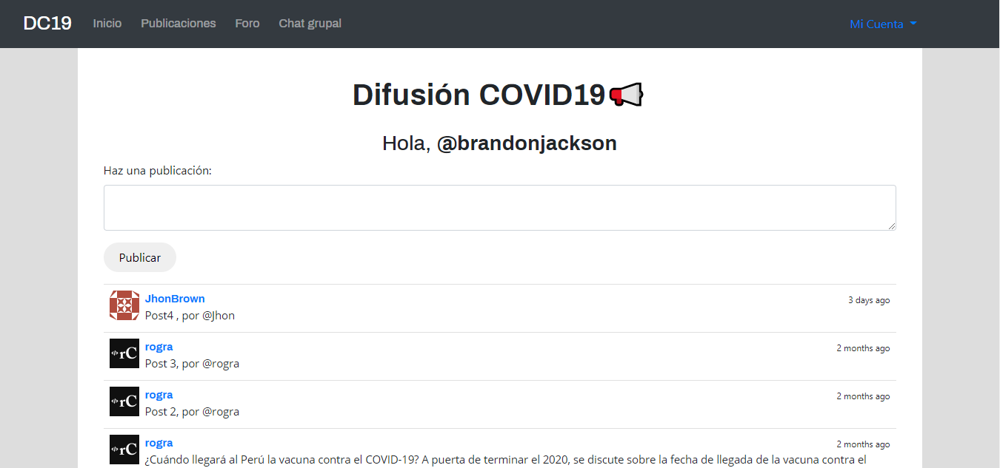 DC19 Inicio Publicaciones Foro Chat grupal Mi Cuenta
Difusión COVID19
Hola, @brandonjackson
Haz una publicación:
Publicar
JhonBrown 3 days ago
Post4 , por @Jhon
</>rC rogra 2 months ago
Post 3, por @rogra
</>rC rogra 2 months ago
Post 2, por @rogra
</>rC rogra 2 months ago
¿Cuándo llegará al Perú la vacuna contra el COVID-19? A puerta de terminar el 2020, se discute sobre la fecha de llegada de la vacuna contra el